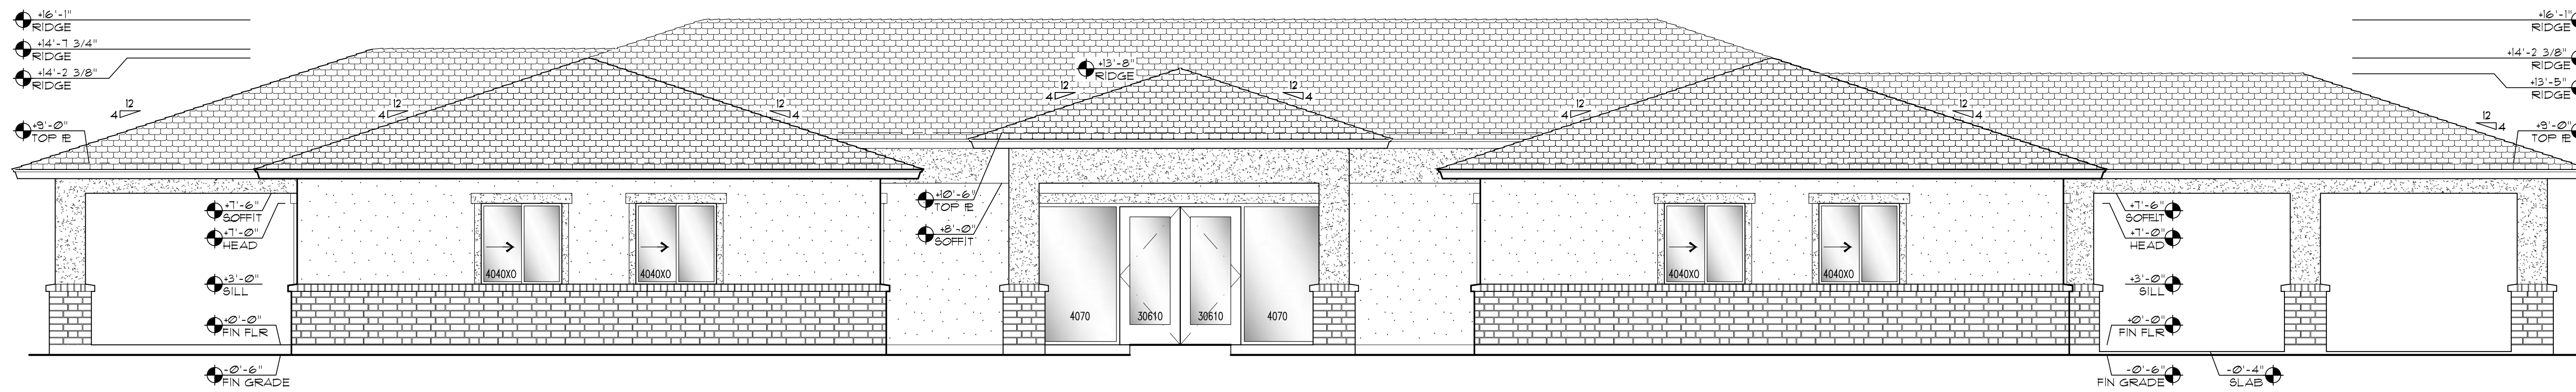 +16'-1"
RIDGE
+14'-7 3/4"
RIDGE
+14'-2 3/8"
RIDGE
12
4
+9'-0"
TOP PL
12
4
12
4
+13'-8"
RIDGE
12
4
12
4
12
4
12
4
+16'-1"
RIDGE
+14'-2 3/8"
RIDGE
+13'-5"
RIDGE
12
4
+9'-0"
TOP PL
+7'-6"
SOFFIT
+7'-0"
HEAD
+3'-0"
SILL
+0'-0"
FIN FLR
-0'-6"
FIN GRADE
4040XO
4040XO
+10'-6"
TOP PL
+8'-0"
SOFFIT
4070
30610
30610
4070
4040XO
4040XO
+7'-6"
SOFFIT
+7'-0"
HEAD
+3'-0"
SILL
+0'-0"
FIN FLR
-0'-6"
FIN GRADE
-0'-4"
SLAB